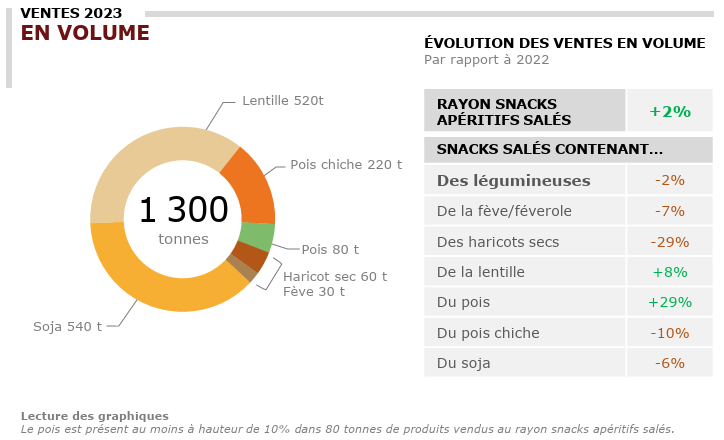 VENTES 2023
EN VOLUME
Lentille 520t
Pois chiche 220 t
Pois 80 t
Haricot sec 60 t
Fève 30 t
Soja 540 t
1 300
tonnes
ÉVOLUTION DES VENTES EN VOLUME
Par rapport à 2022
RAYON SNACKS
APÉRITIFS SALÉS
+2%
SNACKS SALÉS CONTENANT...
Des légumineuses -2%
De la fève/féverole -7%
Des haricots secs -29%
De la lentille +8%
Du pois +29%
Du pois chiche -10%
Du soja -6%
Lecture des graphiques
Le pois est présent au moins à hauteur de 10% dans 80 tonnes de produits vendus au rayon snacks apéritifs salés.